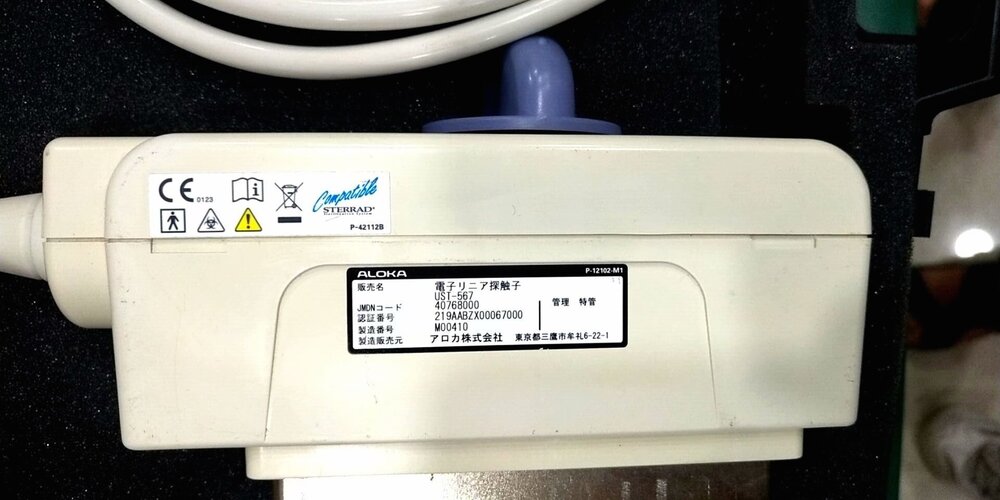 CE 0123
Compatible
STERRAD®
Sterilization System
P-42112B
ALOKA P-12102-M1
販売名 電子リニア探触子
UST-567
JMDNコード 40768000 管理 特管
認証番号 219AABZX00067000
製造番号 M00410
製造販売元 アロカ株式会社 東京都三鷹市牟礼6-22-1